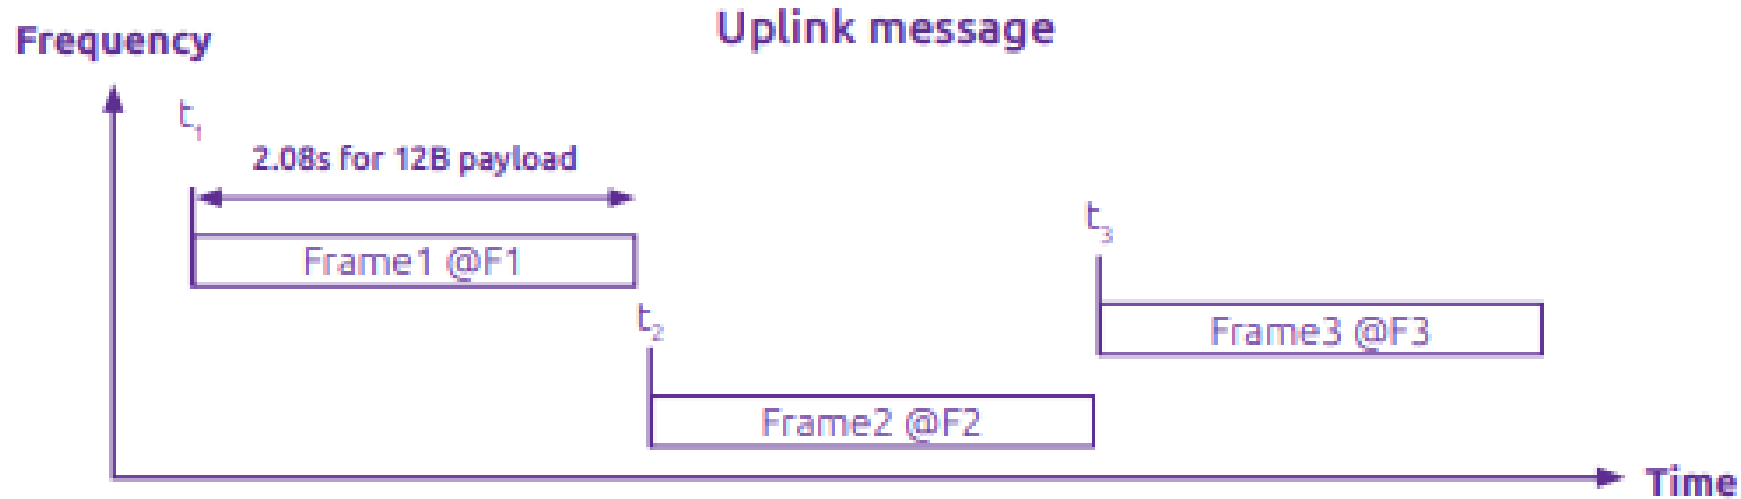 Uplink message
Frequency
t₁
2.08s for 12B payload
Frame1 @F1
t₂
Frame2 @F2
t₃
Frame3 @F3
Time